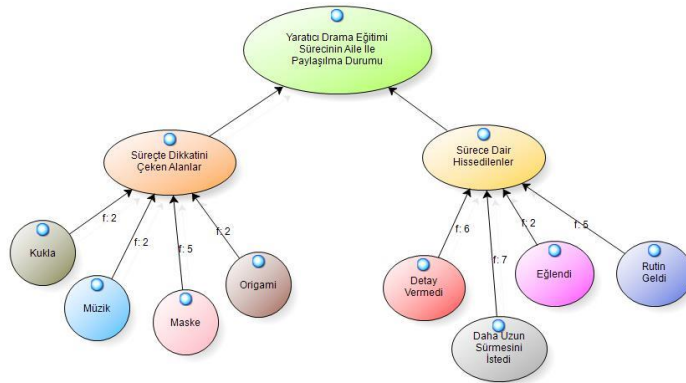 Yaratıcı Drama Eğitimi
Sürecinin Aile İle
Paylaşılma Durumu
Süreçte Dikkatini
Çeken Alanlar
Sürece Dair
Hissedilenler
f: 2
f: 2
f: 5
f: 2
f: 6
f: 7
f: 2
f: 5
Kukla
Müzik
Maske
Origami
Detay
Vermedi
Daha Uzun
Sürmesini
İstedi
Eğlendi
Rutin
Geldi